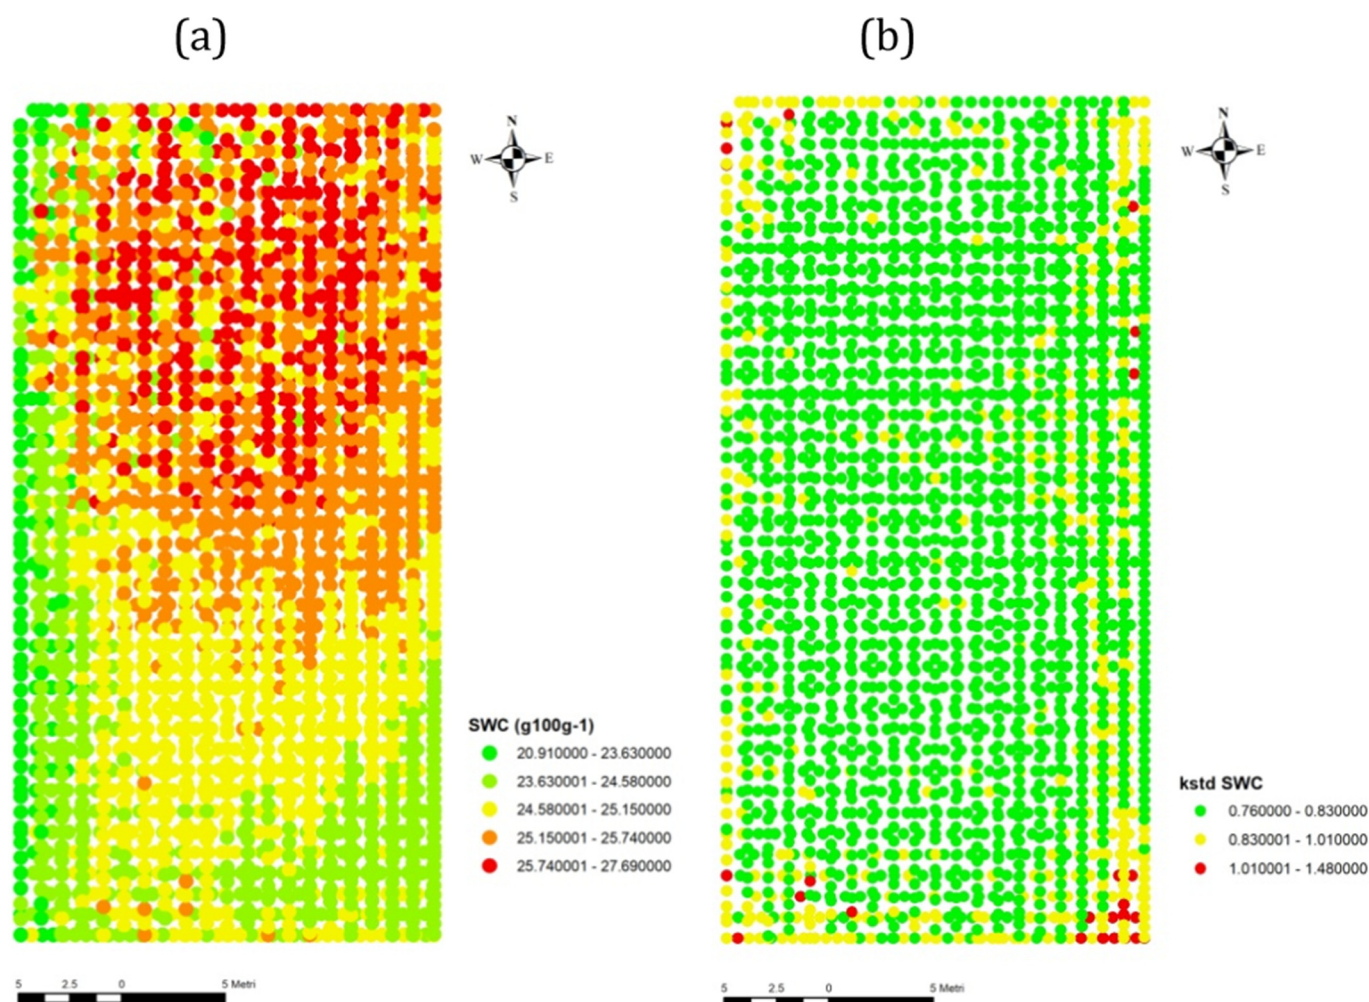 (a)
(b)
N
W E
S
N
W E
S
SWC (g100g-1)
20.910000 - 23.630000
23.630001 - 24.580000
24.580001 - 25.150000
25.150001 - 25.740000
25.740001 - 27.690000
kstd SWC
0.760000 - 0.830000
0.830001 - 1.010000
1.010001 - 1.480000
5 2.5 0 5 Metri
5 2.5 0 5 Metri